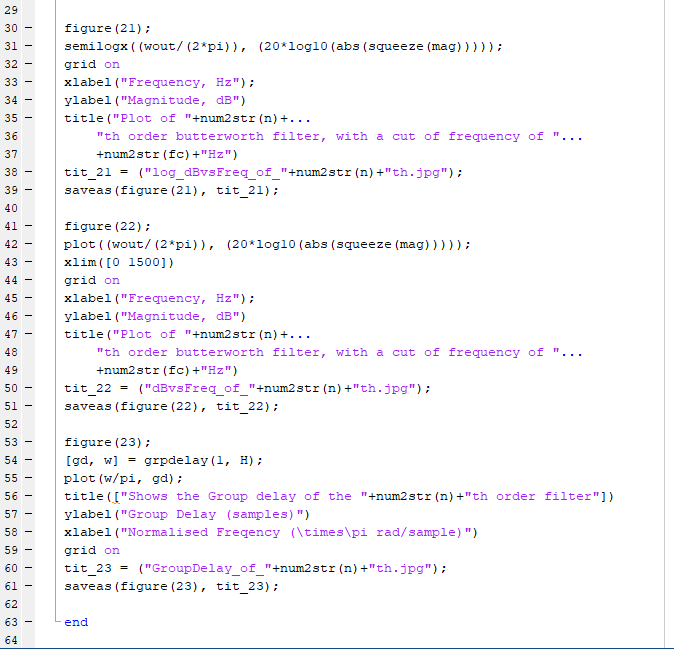 29
30 – figure(21);
31 – semilogx((wout/(2*pi)), (20*log10(abs(squeeze(mag)))));
32 – grid on
33 – xlabel("Frequency, Hz");
34 – ylabel("Magnitude, dB")
35 – title("Plot of "+num2str(n)+...
36 "th order butterworth filter, with a cut of frequency of "...
37 +num2str(fc)+"Hz")
38 – tit_21 = ("log_dBvsFreq_of_"+num2str(n)+"th.jpg");
39 – saveas(figure(21), tit_21);
40
41 – figure(22);
42 – plot((wout/(2*pi)), (20*log10(abs(squeeze(mag)))));
43 – xlim([0 1500])
44 – grid on
45 – xlabel("Frequency, Hz");
46 – ylabel("Magnitude, dB")
47 – title("Plot of "+num2str(n)+...
48 "th order butterworth filter, with a cut of frequency of "...
49 +num2str(fc)+"Hz")
50 – tit_22 = ("dBvsFreq_of_"+num2str(n)+"th.jpg");
51 – saveas(figure(22), tit_22);
52
53 – figure(23);
54 – [gd, w] = grpdelay(1, H);
55 – plot(w/pi, gd);
56 – title(["Shows the Group delay of the "+num2str(n)+"th order filter"])
57 – ylabel("Group Delay (samples)")
58 – xlabel("Normalised Freqency (\times\pi rad/sample)")
59 – grid on
60 – tit_23 = ("GroupDelay_of_"+num2str(n)+"th.jpg");
61 – saveas(figure(23), tit_23);
62
63 – end
64